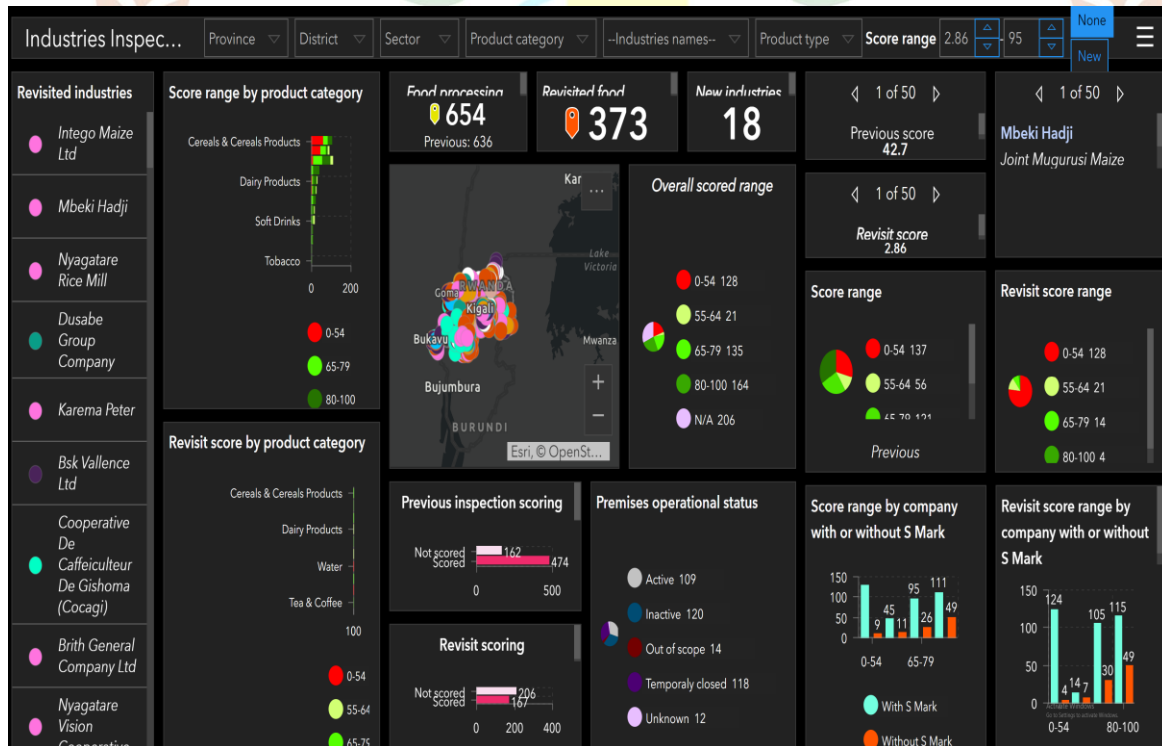 Industries Inspec...
Province
District
Sector
Product category
--Industries names--
Product type
Score range
2.86
- 95
None
New
Revisited industries
Intego Maize
Ltd
Mbeki Hadji
Nyagatare
Rice Mill
Dusabe
Group
Company
Karema Peter
Bsk Vallence
Ltd
Cooperative
De
Caffeiculteur
De Gishoma
(Cocagi)
Brith General
Company Ltd
Nyagatare
Vision
Cooperative
Score range by product category
Cereals & Cereals Products
Dairy Products
Soft Drinks
Tobacco
0 200
0-54
65-79
80-100
Revisit score by product category
Cereals & Cereals Products
Dairy Products
Water
Tea & Coffee
100
0-54
55-64
65-75
Food processing
654
Previous: 636
Revisited food
373
New industries
18
Kar
...
Lake
Victoria
RWANDA
Goma
Kigali
Bukavu
Mwanza
Bujumbura
BURUNDI
+
−
Esri, © OpenSt...
Overall scored range
0-54 128
55-64 21
65-79 135
80-100 164
N/A 206
Previous inspection scoring
Not scored 162
Scored 474
0 500
Revisit scoring
Not scored 206
Scored 167
0 200 400
Premises operational status
Active 109
Inactive 120
Out of scope 14
Temporaly closed 118
Unknown 12
1 of 50
Previous score
42.7
1 of 50
Revisit score
2.86
1 of 50
Mbeki Hadji
Joint Mugurusi Maize
Score range
0-54 137
55-64 56
65-79 121
Previous
Revisit score range
0-54 128
55-64 21
65-79 14
80-100 4
Score range by company
with or without S Mark
150
100
50
0
9 45 11 95 26 111 49
0-54 65-79
With S Mark
Without S Mark
Revisit score range by
company with or without
S Mark
150
100
50
0
124 4 14 7 105 30 115 49
Activate Windows
Go to Settings to activate Windows.
0-54 80-100